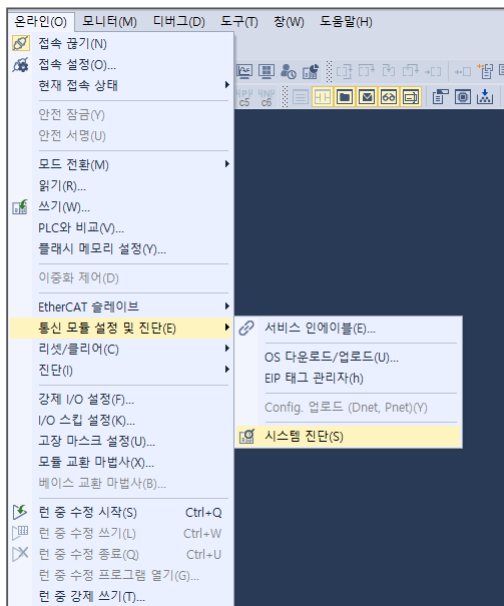 온라인(O) 모니터(M) 디버그(D) 도구(T) 창(W) 도움말(H)
접속 끊기(N)
접속 설정(O)...
현재 접속 상태
안전 잠금(Y)
안전 서명(U)
모드 전환(M)
읽기(R)...
쓰기(W)...
PLC와 비교(V)...
플래시 메모리 설정(Y)...
이중화 제어(D)
EtherCAT 슬레이브
통신 모듈 설정 및 진단(E)
리셋/클리어(C)
진단(I)
강제 I/O 설정(F)...
I/O 스킵 설정(K)...
고장 마스크 설정(U)...
모듈 교환 마법사(X)...
베이스 교환 마법사(B)...
런 중 수정 시작(S) Ctrl+Q
런 중 수정 쓰기(L) Ctrl+W
런 중 수정 종료(Q) Ctrl+U
런 중 수정 프로그램 열기(G)...
런 중 강제 쓰기(T)...
서비스 인에이블(E)...
OS 다운로드/업로드(U)...
EIP 태그 관리자(h)
Config. 업로드 (Dnet, Pnet)(Y)
시스템 진단(S)
c5 c6